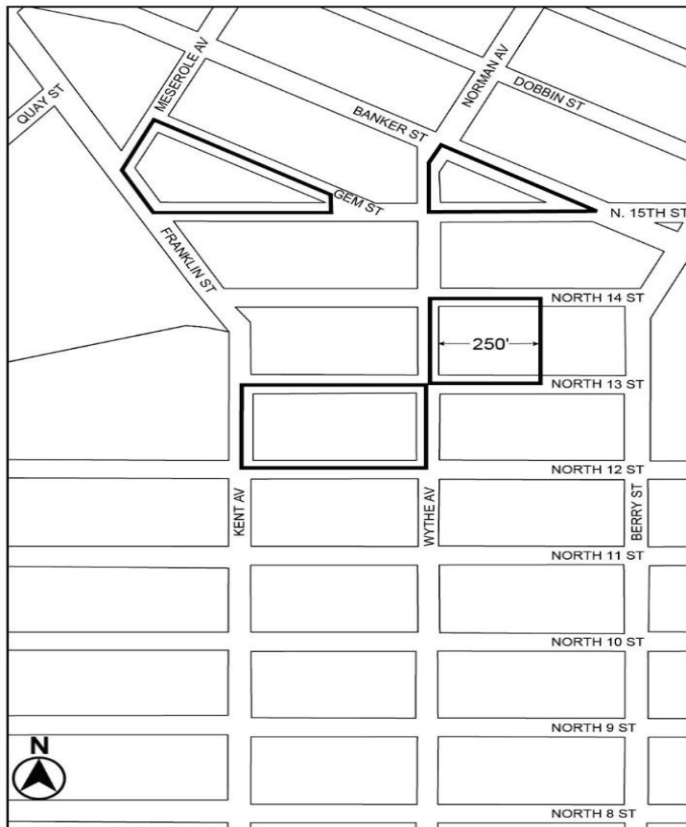 MESEROLE AV
NORMAN AV
DOBBIN ST
QUAY ST
BANKER ST
GEM ST
N. 15TH ST
FRANKLIN ST
NORTH 14 ST
250'
NORTH 13 ST
NORTH 12 ST
KENT AV
WYTHE AV
BERRY ST
NORTH 11 ST
NORTH 10 ST
NORTH 9 ST
N
NORTH 8 ST